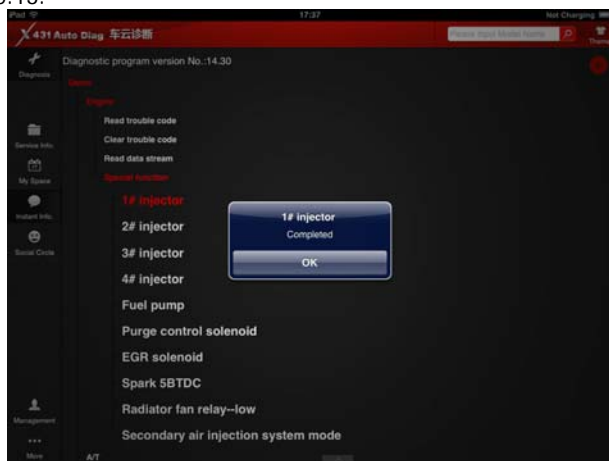 iPad
17:37
Not Charging
X 431 Auto Diag 车云诊断
Please input Model Name
Theme
Diagnosis
Diagnostic program version No.:14.30
Demo
Engine
Read trouble code
Clear trouble code
Read data stream
Special function
1# injector
2# injector
3# injector
4# injector
Fuel pump
Purge control solenoid
EGR solenoid
Spark 5BTDC
Radiator fan relay--low
Secondary air injection system mode
A/T
Service Info.
My Space
Instant Info.
Social Circle
Management
More
1# injector
Completed
OK